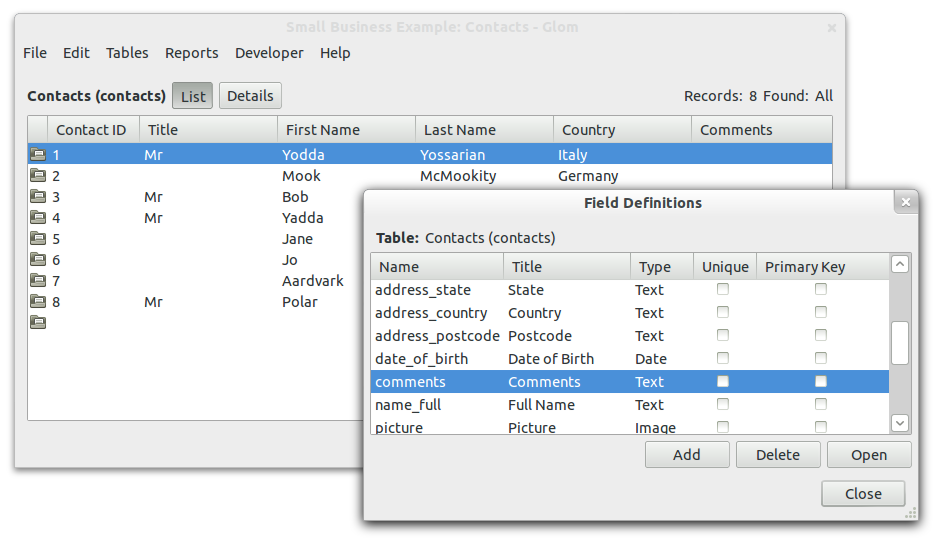 Small Business Example: Contacts - Glom
File Edit Tables Reports Developer Help
Contacts (contacts) List Details Records: 8 Found: All
Contact ID Title First Name Last Name Country Comments
1 Mr Yodda Yossarian Italy
2 Mook McMookity Germany
3 Mr Bob
4 Mr Yadda
5 Jane
6 Jo
7 Aardvark
8 Mr Polar
Field Definitions
Table: Contacts (contacts)
Name Title Type Unique Primary Key
address_state State Text
address_country Country Text
address_postcode Postcode Text
date_of_birth Date of Birth Date
comments Comments Text
name_full Full Name Text
picture Picture Image
Add Delete Open
Close